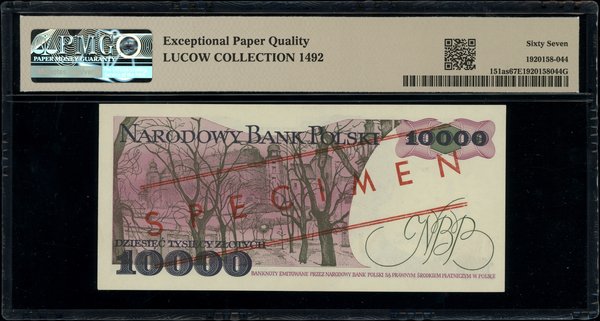 PMG
PAPER MONEY GUARANTY
Exceptional Paper Quality
LUCOW COLLECTION 1492
Sixty Seven
1920158-044
151as67E1920158044G
NARODOWY BANK POLSKI
10000
SPECIMEN
NBP
DZIESIĘĆ TYSIĘCY ZŁOTYCH
10000
BANKNOTY EMITOWANE PRZEZ NARODOWY BANK POLSKI SĄ PRAWNYM ŚRODKIEM PŁATNICZYM W POLSCE